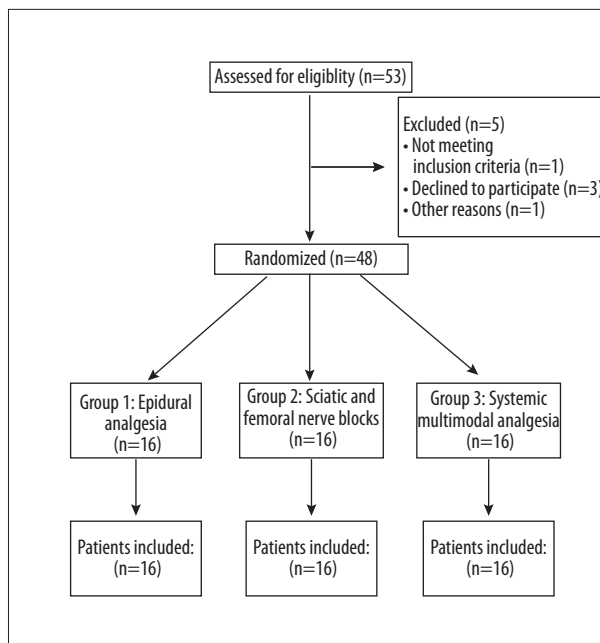 Assessed for eligiblity (n=53)
Excluded (n=5)
• Not meeting
inclusion criteria (n=1)
• Declined to participate (n=3)
• Other reasons (n=1)
Randomized (n=48)
Group 1: Epidural
analgesia
(n=16)
Group 2: Sciatic and
femoral nerve blocks
(n=16)
Group 3: Systemic
multimodal analgesia
(n=16)
Patients included:
(n=16)
Patients included:
(n=16)
Patients included:
(n=16)